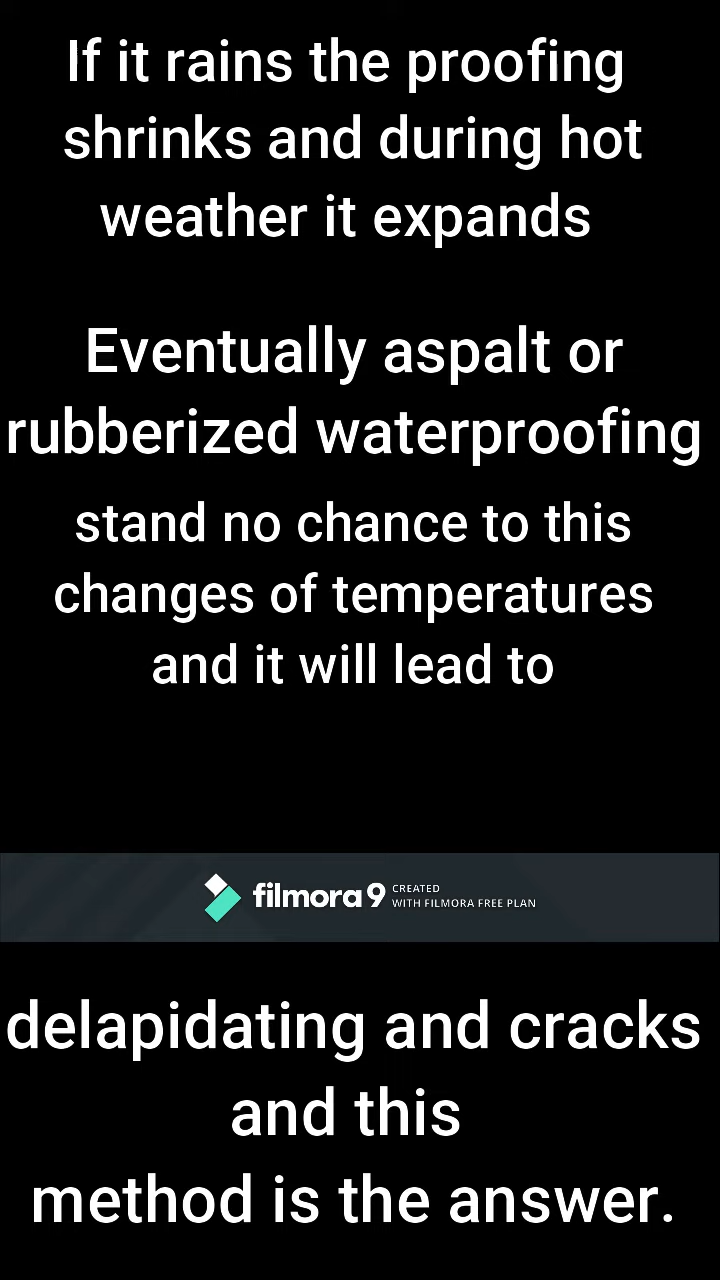 If it rains the proofing
shrinks and during hot
weather it expands
Eventually aspalt or
rubberized waterproofing
stand no chance to this
changes of temperatures
and it will lead to
filmora9 CREATED
WITH FILMORA FREE PLAN
delapidating and cracks
and this
method is the answer.